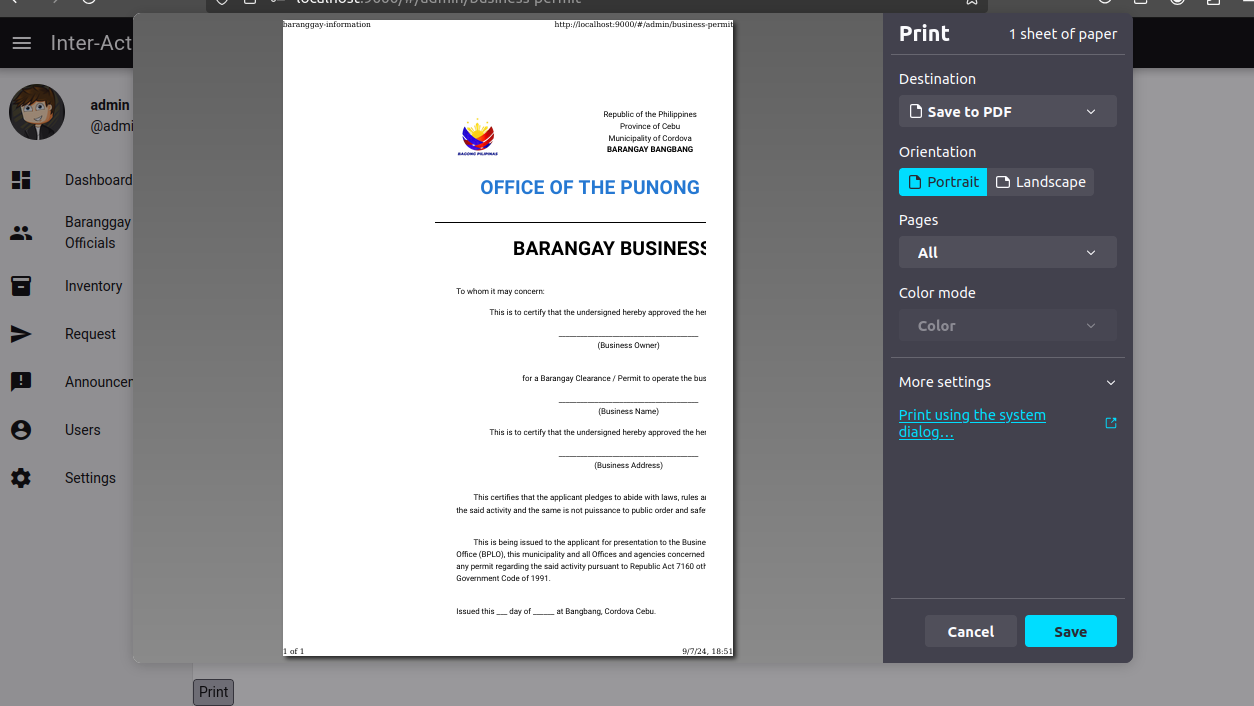 localhost:9000/#/admin/business-permit
Inter-Act
admin
@admi
Dashboard
Baranggay
Officials
Inventory
Request
Announcer
Users
Settings
Print
baranggay-information
http://localhost:9000/#/admin/business-permit
Republic of the Philippines
Province of Cebu
Municipality of Cordova
BARANGAY BANGBANG
BAGONG PILIPINAS
OFFICE OF THE PUNONG
BARANGAY BUSINESS
To whom it may concern:
This is to certify that the undersigned hereby approved the her
(Business Owner)
for a Barangay Clearance / Permit to operate the bus
(Business Name)
This is to certify that the undersigned hereby approved the her
(Business Address)
This certifies that the applicant pledges to abide with laws, rules a
the said activity and the same is not puissance to public order and safe
This is being issued to the applicant for presentation to the Busine
Office (BPLO), this municipality and all Offices and agencies concerned
any permit regarding the said activity pursuant to Republic Act 7160 oth
Government Code of 1991.
Issued this ___ day of ______ at Bangbang, Cordova Cebu.
1 of 1
9/7/24, 18:51
Print
1 sheet of paper
Destination
Save to PDF
Orientation
Portrait
Landscape
Pages
All
Color mode
Color
More settings
Print using the system
dialog…
Cancel
Save